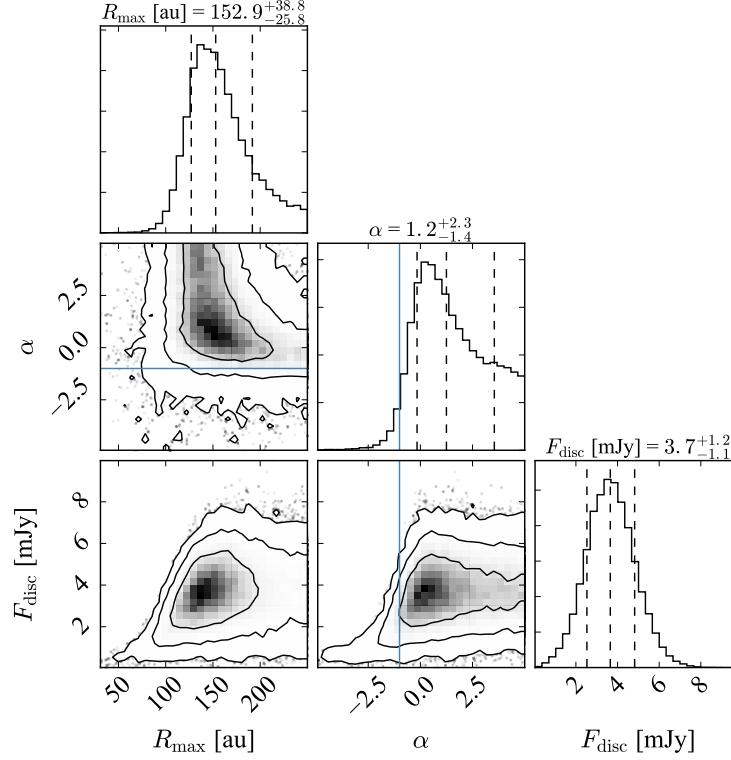 R_max [au] = 152.9 +38.8 −25.8
α = 1.2 +2.3 −1.4
2.5
0.0
−2.5
α
F_disc [mJy] = 3.7 +1.2 −1.1
8
6
4
2
F_disc [mJy]
50 100 150 200
−2.5 0.0 2.5
2 4 6 8
R_max [au]
α
F_disc [mJy]